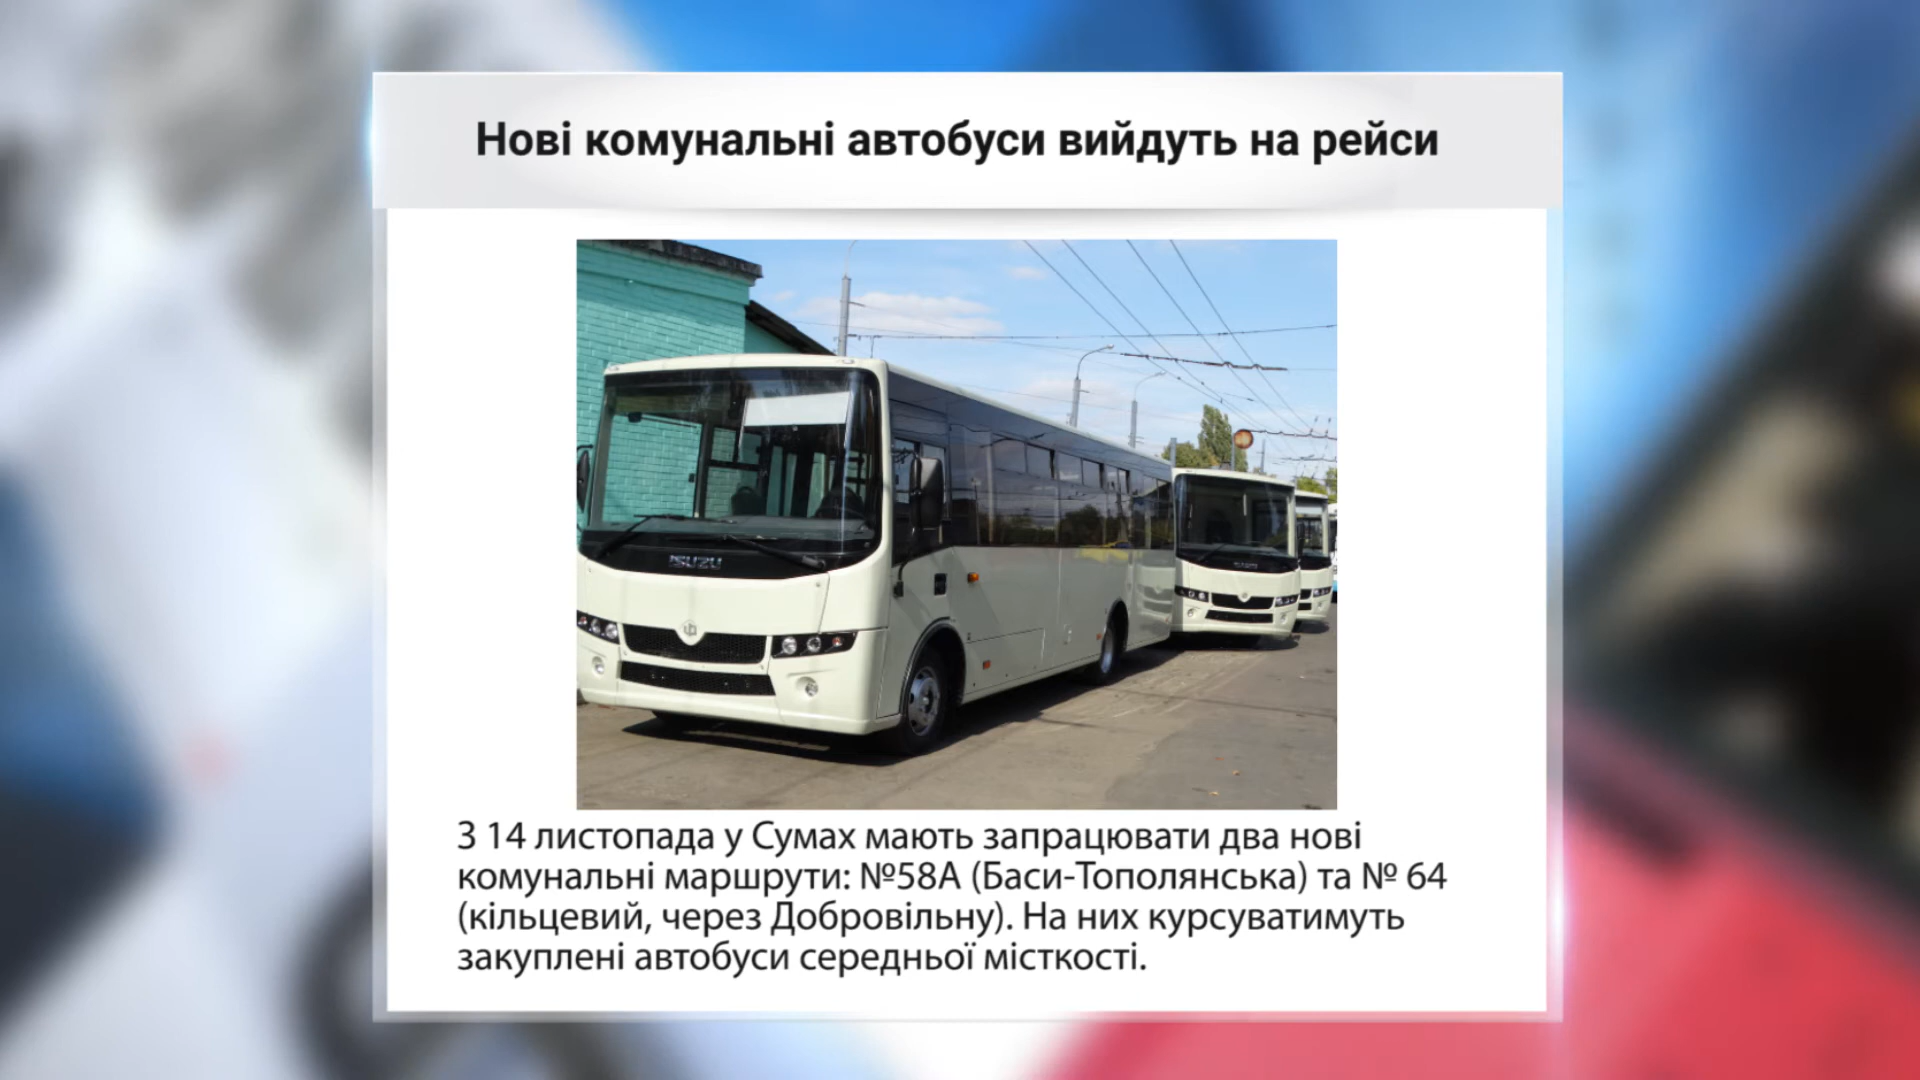 Нові комунальні автобуси вийдуть на рейси
ISUZU
З 14 листопада у Сумах мають запрацювати два нові
комунальні маршрути: №58А (Баси-Тополянська) та № 64
(кільцевий, через Добровільну). На них курсуватимуть
закуплені автобуси середньої місткості.